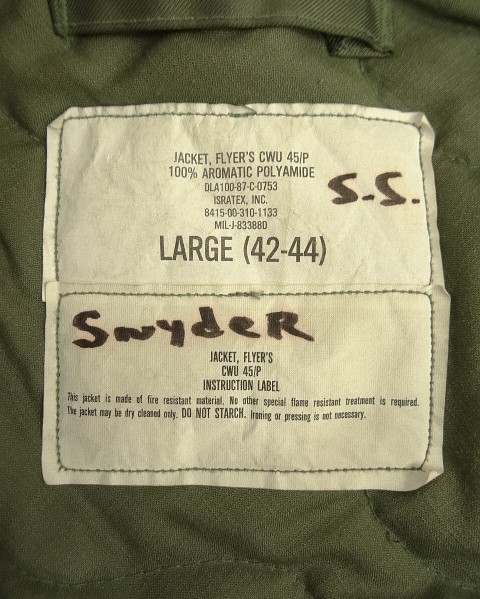 JACKET, FLYER'S CWU 45/P
100% AROMATIC POLYAMIDE
DLA100-87-C-0753
ISRATEX, INC.
8415-00-310-1133
MIL-J-83388D
LARGE (42-44)
S.S.
SnydeR
JACKET, FLYER'S
CWU 45/P
INSTRUCTION LABEL
This jacket is made of fire resistant material. No other special flame resistant treatment is required.
The jacket may be dry cleaned only. DO NOT STARCH. Ironing or pressing is not necessary.